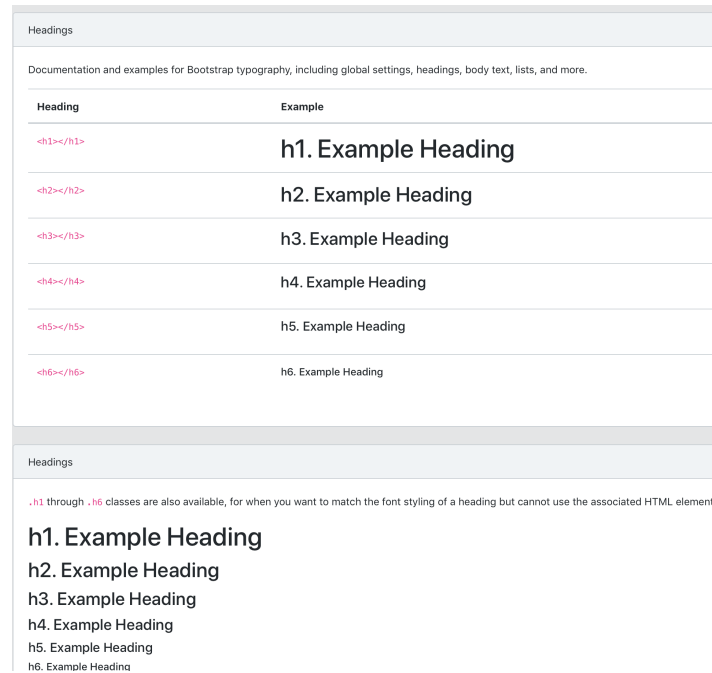 Headings
Documentation and examples for Bootstrap typography, including global settings, headings, body text, lists, and more.
Heading Example
<h1></h1> h1. Example Heading
<h2></h2> h2. Example Heading
<h3></h3> h3. Example Heading
<h4></h4> h4. Example Heading
<h5></h5> h5. Example Heading
<h6></h6> h6. Example Heading
Headings
.h1 through .h6 classes are also available, for when you want to match the font styling of a heading but cannot use the associated HTML element
h1. Example Heading
h2. Example Heading
h3. Example Heading
h4. Example Heading
h5. Example Heading
h6. Example Heading